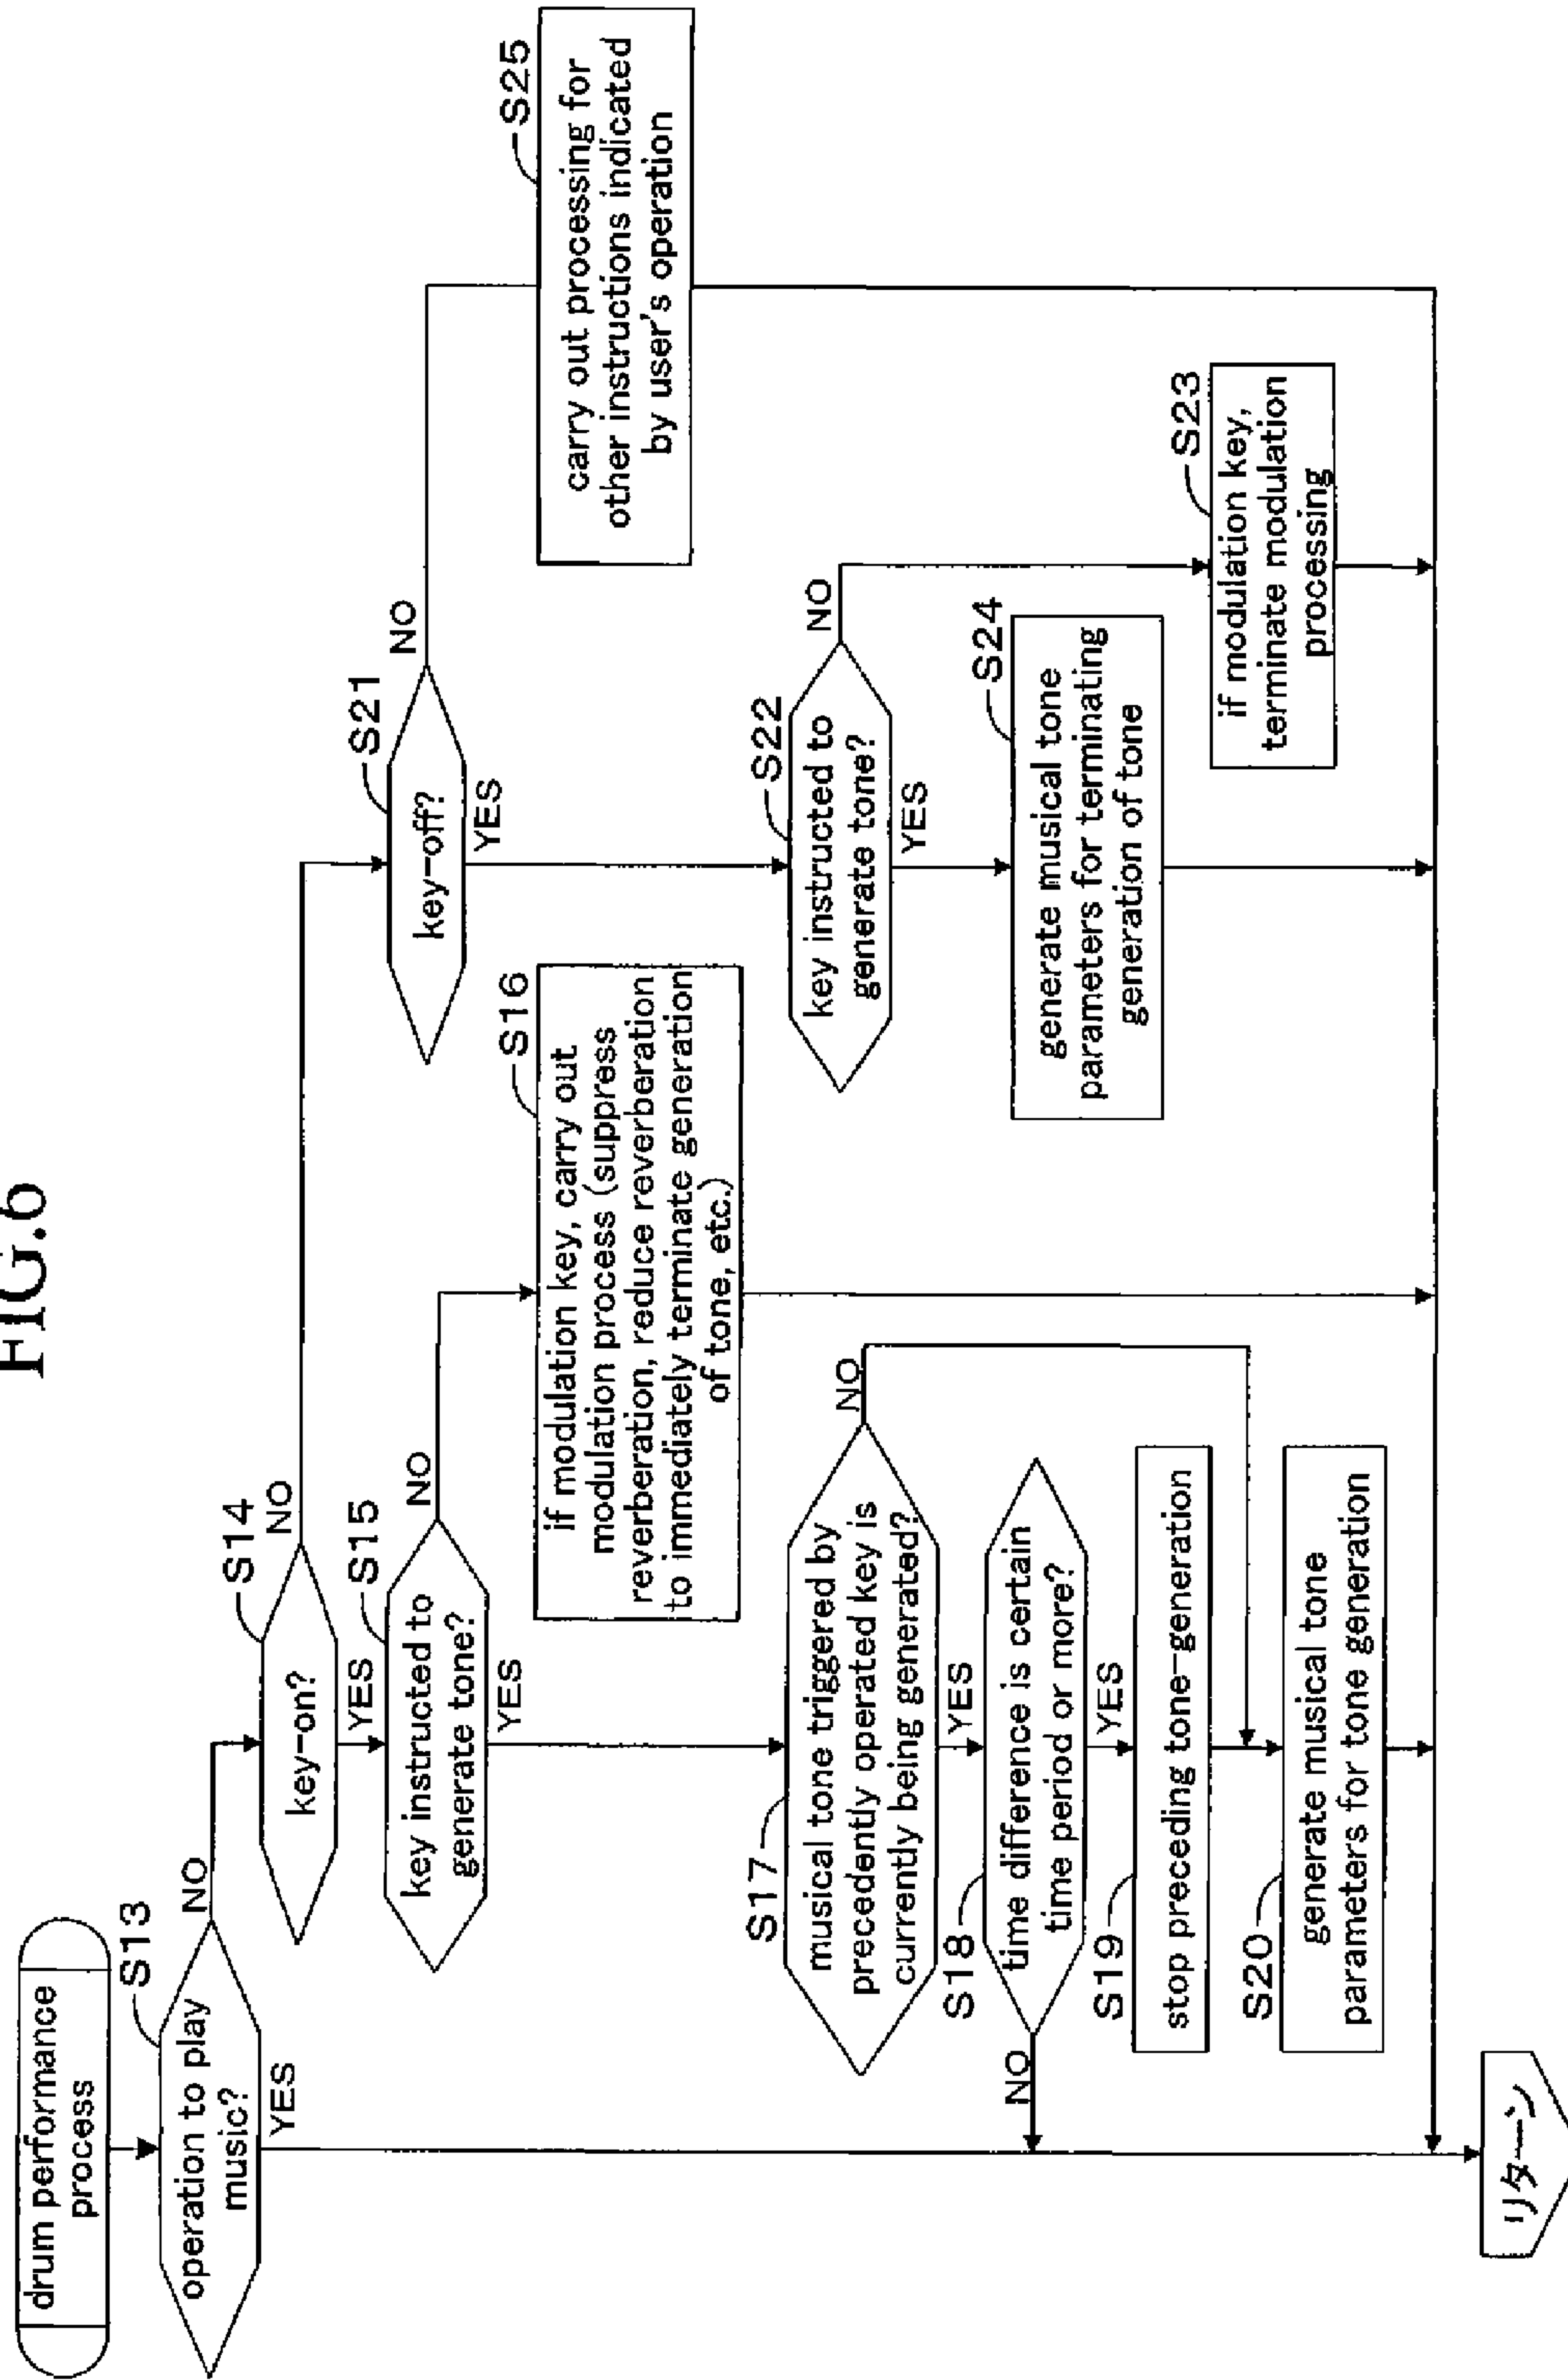 FIG.6
drum performance
process
S13
operation to play
music?
NO
YES
S14
key-on?
NO
YES
S15
key instructed to
generate tone?
NO
YES
S16
if modulation key, carry out
modulation process (suppress
reverberation, reduce reverberation
to immediately terminate generation
of tone, etc.)
S17
musical tone triggered by
precedently operated key is
currently being generated?
NO
YES
S18
time difference is certain
time period or more?
NO
YES
S19
stop preceding tone-generation
S20
generate musical tone
parameters for tone generation
S21
key-off?
NO
YES
S22
key instructed to
generate tone?
NO
YES
S24
generate musical tone
parameters for terminating
generation of tone
S23
if modulation key,
terminate modulation
processing
S25
carry out processing for
other instructions indicated
by user's operation
リターン